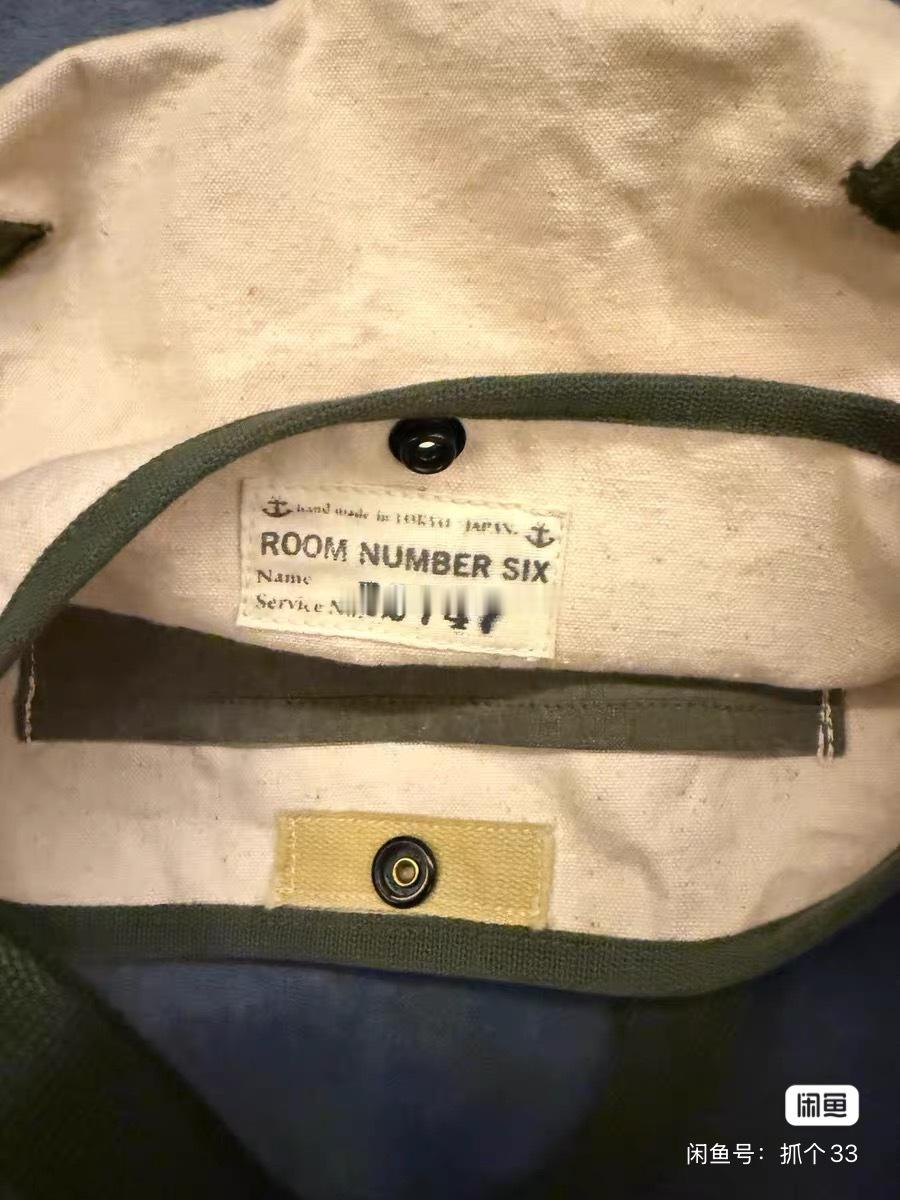 hand made in TOKYO JAPAN.
ROOM NUMBER SIX
Name
Service No.
闲鱼
闲鱼号：抓个33